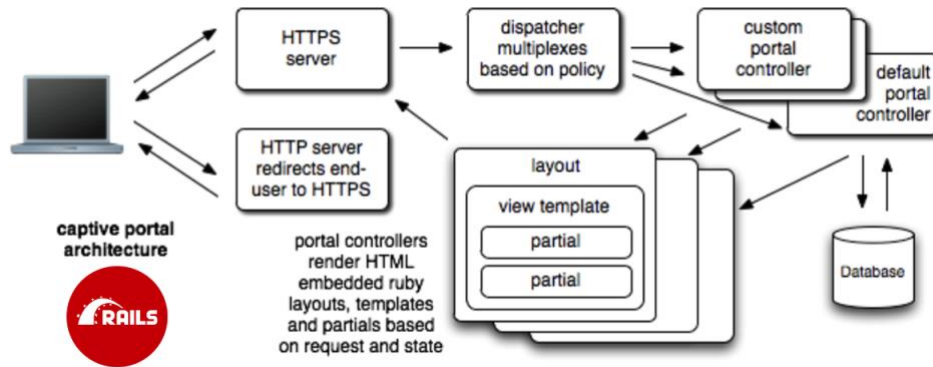 HTTPS
server
dispatcher
multiplexes
based on policy
custom
portal
controller
default
portal
controller
HTTP server
redirects end-
user to HTTPS
layout
view template
partial
partial
captive portal
architecture
RAILS
portal controllers
render HTML
embedded ruby
layouts, templates
and partials based
on request and state
Database